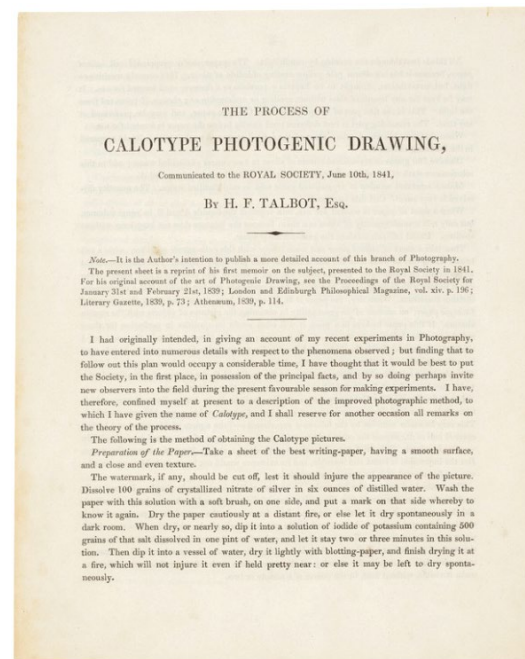 THE PROCESS OF
CALOTYPE PHOTOGENIC DRAWING,
Communicated to the ROYAL SOCIETY, June 10th, 1841,
By H. F. TALBOT, Esq.
Note.—It is the Author's intention to publish a more detailed account of this branch of Photography.
The present sheet is a reprint of his first memoir on the subject, presented to the Royal Society in 1841.
For his original account of the art of Photogenic Drawing, see the Proceedings of the Royal Society for
January 31st and February 21st, 1839; London and Edinburgh Philosophical Magazine, vol. xiv. p. 196;
Literary Gazette, 1839, p. 73; Athenæum, 1839, p. 114.
I had originally intended, in giving an account of my recent experiments in Photography,
to have entered into numerous details with respect to the phenomena observed; but finding that to
follow out this plan would occupy a considerable time, I have thought that it would be best to put
the Society, in the first place, in possession of the principal facts, and by so doing perhaps invite
new observers into the field during the present favourable season for making experiments. I have,
therefore, confined myself at present to a description of the improved photographic method, to
which I have given the name of Calotype, and I shall reserve for another occasion all remarks on
the theory of the process.
The following is the method of obtaining the Calotype pictures.
Preparation of the Paper.—Take a sheet of the best writing-paper, having a smooth surface,
and a close and even texture.
The watermark, if any, should be cut off, lest it should injure the appearance of the picture.
Dissolve 100 grains of crystallized nitrate of silver in six ounces of distilled water. Wash the
paper with this solution with a soft brush, on one side, and put a mark on that side whereby to
know it again. Dry the paper cautiously at a distant fire, or else let it dry spontaneously in a
dark room. When dry, or nearly so, dip it into a solution of iodide of potassium containing 500
grains of that salt dissolved in one pint of water, and let it stay two or three minutes in this solu-
tion. Then dip it into a vessel of water, dry it lightly with blotting-paper, and finish drying it at
a fire, which will not injure it even if held pretty near: or else it may be left to dry sponta-
neously.